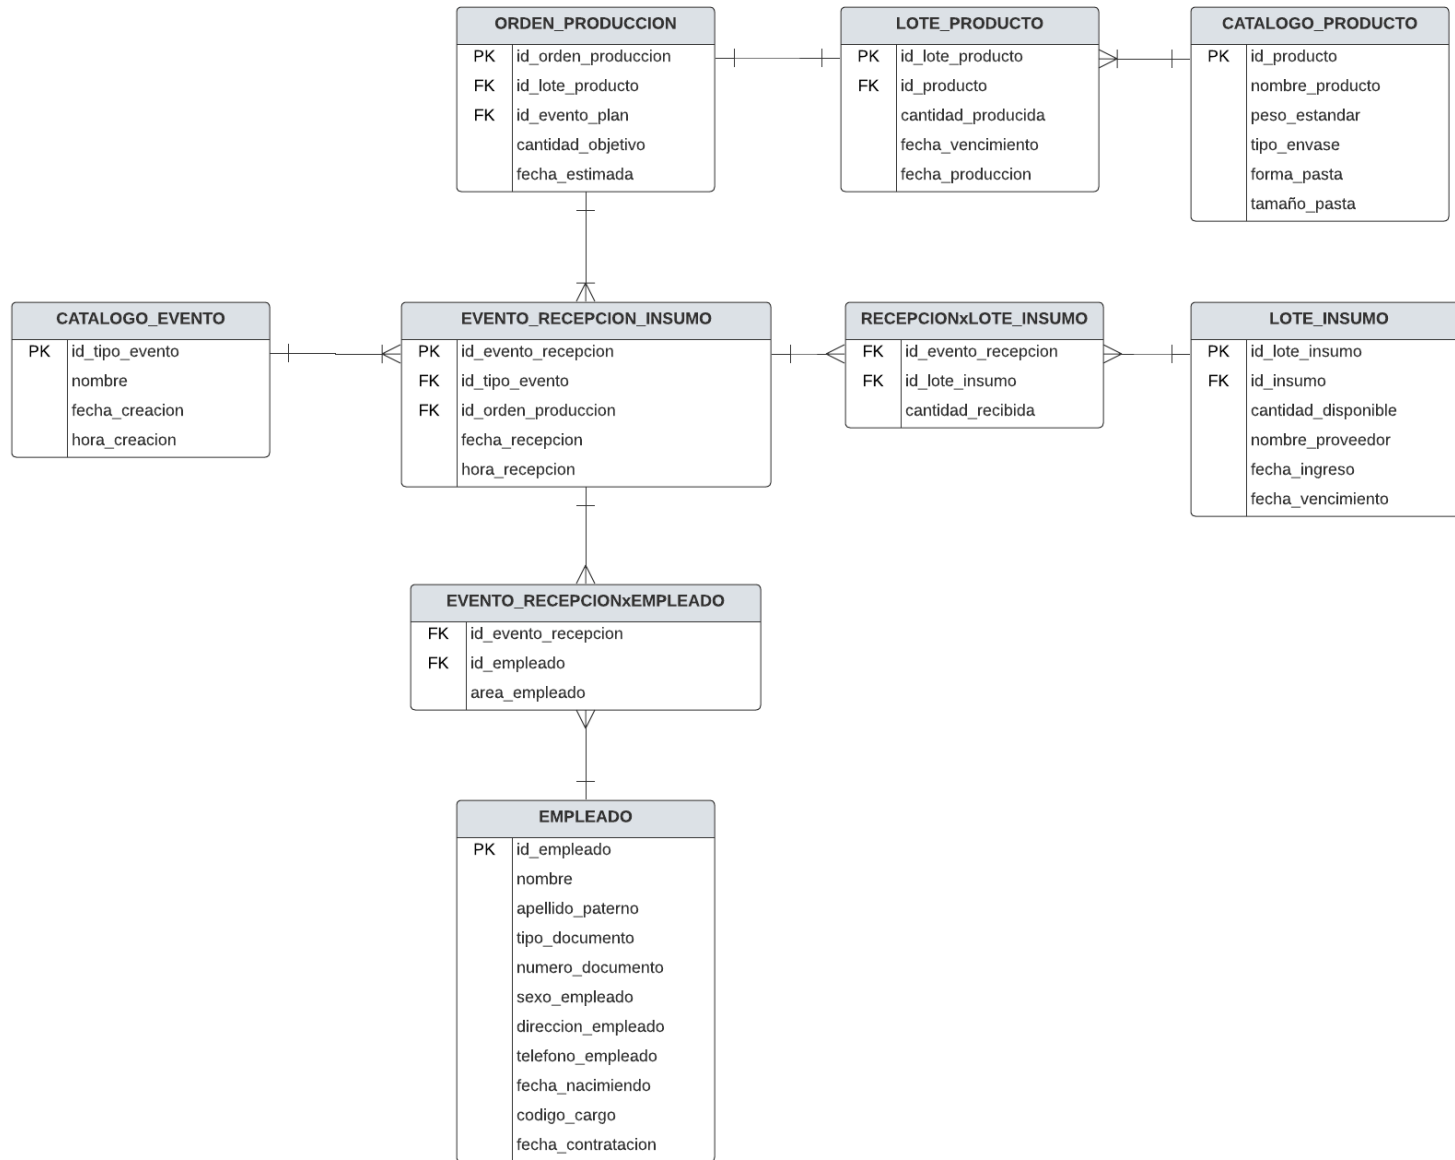 ORDEN_PRODUCCION
PK id_orden_produccion
FK id_lote_producto
FK id_evento_plan
cantidad_objetivo
fecha_estimada
LOTE_PRODUCTO
PK id_lote_producto
FK id_producto
cantidad_producida
fecha_vencimiento
fecha_produccion
CATALOGO_PRODUCTO
PK id_producto
nombre_producto
peso_estandar
tipo_envase
forma_pasta
tamaño_pasta
CATALOGO_EVENTO
PK id_tipo_evento
nombre
fecha_creacion
hora_creacion
EVENTO_RECEPCION_INSUMO
PK id_evento_recepcion
FK id_tipo_evento
FK id_orden_produccion
fecha_recepcion
hora_recepcion
RECEPCIONxLOTE_INSUMO
FK id_evento_recepcion
FK id_lote_insumo
cantidad_recibida
LOTE_INSUMO
PK id_lote_insumo
FK id_insumo
cantidad_disponible
nombre_proveedor
fecha_ingreso
fecha_vencimiento
EVENTO_RECEPCIONxEMPLEADO
FK id_evento_recepcion
FK id_empleado
area_empleado
EMPLEADO
PK id_empleado
nombre
apellido_paterno
tipo_documento
numero_documento
sexo_empleado
direccion_empleado
telefono_empleado
fecha_nacimiendo
codigo_cargo
fecha_contratacion